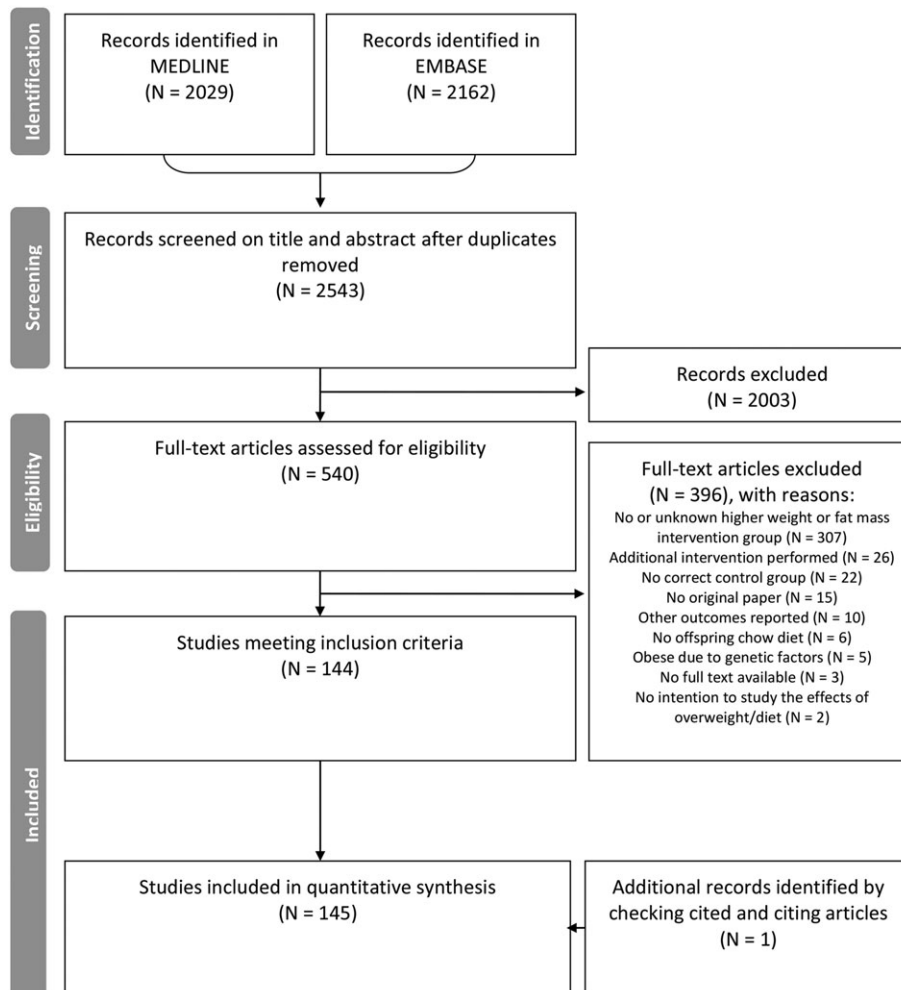 Identification
Records identified in
MEDLINE
(N = 2029)
Records identified in
EMBASE
(N = 2162)
Screening
Records screened on title and abstract after duplicates
removed
(N = 2543)
Records excluded
(N = 2003)
Eligibility
Full-text articles assessed for eligibility
(N = 540)
Full-text articles excluded
(N = 396), with reasons:
No or unknown higher weight or fat mass
intervention group (N = 307)
Additional intervention performed (N = 26)
No correct control group (N = 22)
No original paper (N = 15)
Other outcomes reported (N = 10)
No offspring chow diet (N = 6)
Obese due to genetic factors (N = 5)
No full text available (N = 3)
No intention to study the effects of
overweight/diet (N = 2)
Included
Studies meeting inclusion criteria
(N = 144)
Studies included in quantitative synthesis
(N = 145)
Additional records identified by
checking cited and citing articles
(N = 1)